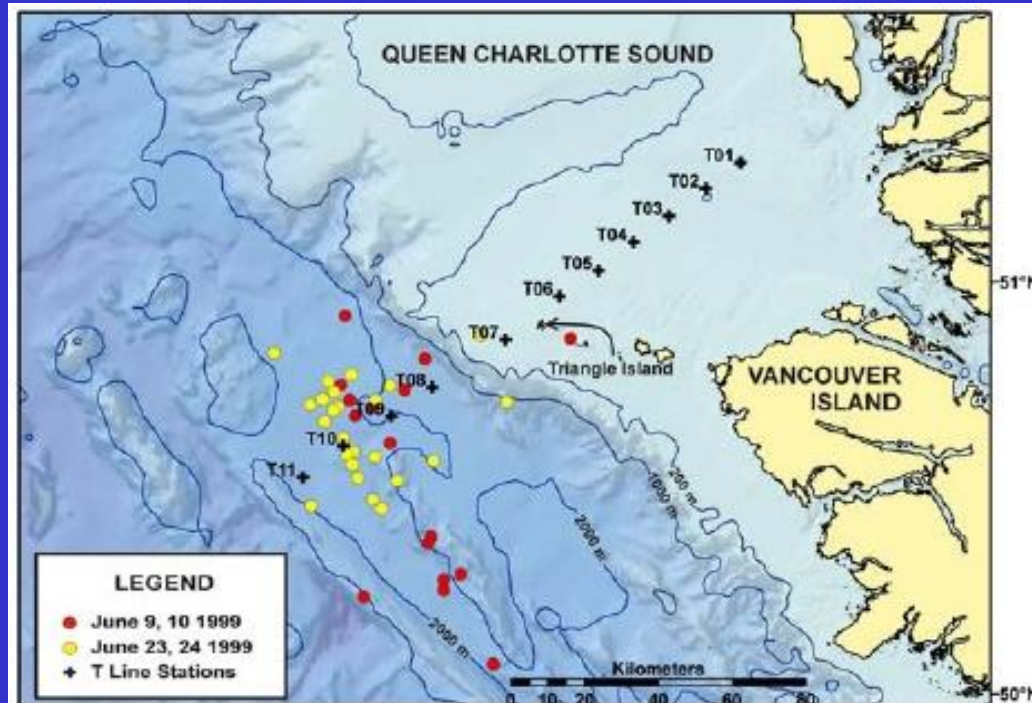 QUEEN CHARLOTTE SOUND
T01
T02
T03
T04
T05
T06
51°N
T07
Triangle Island
T08
VANCOUVER
ISLAND
T09
T10
T11
200 m.
1000 m.
2000 m.
LEGEND
June 9, 10 1999
June 23, 24 1999
T Line Stations
2000 m.
Kilometers
0 10 20 40 60 80
50°N